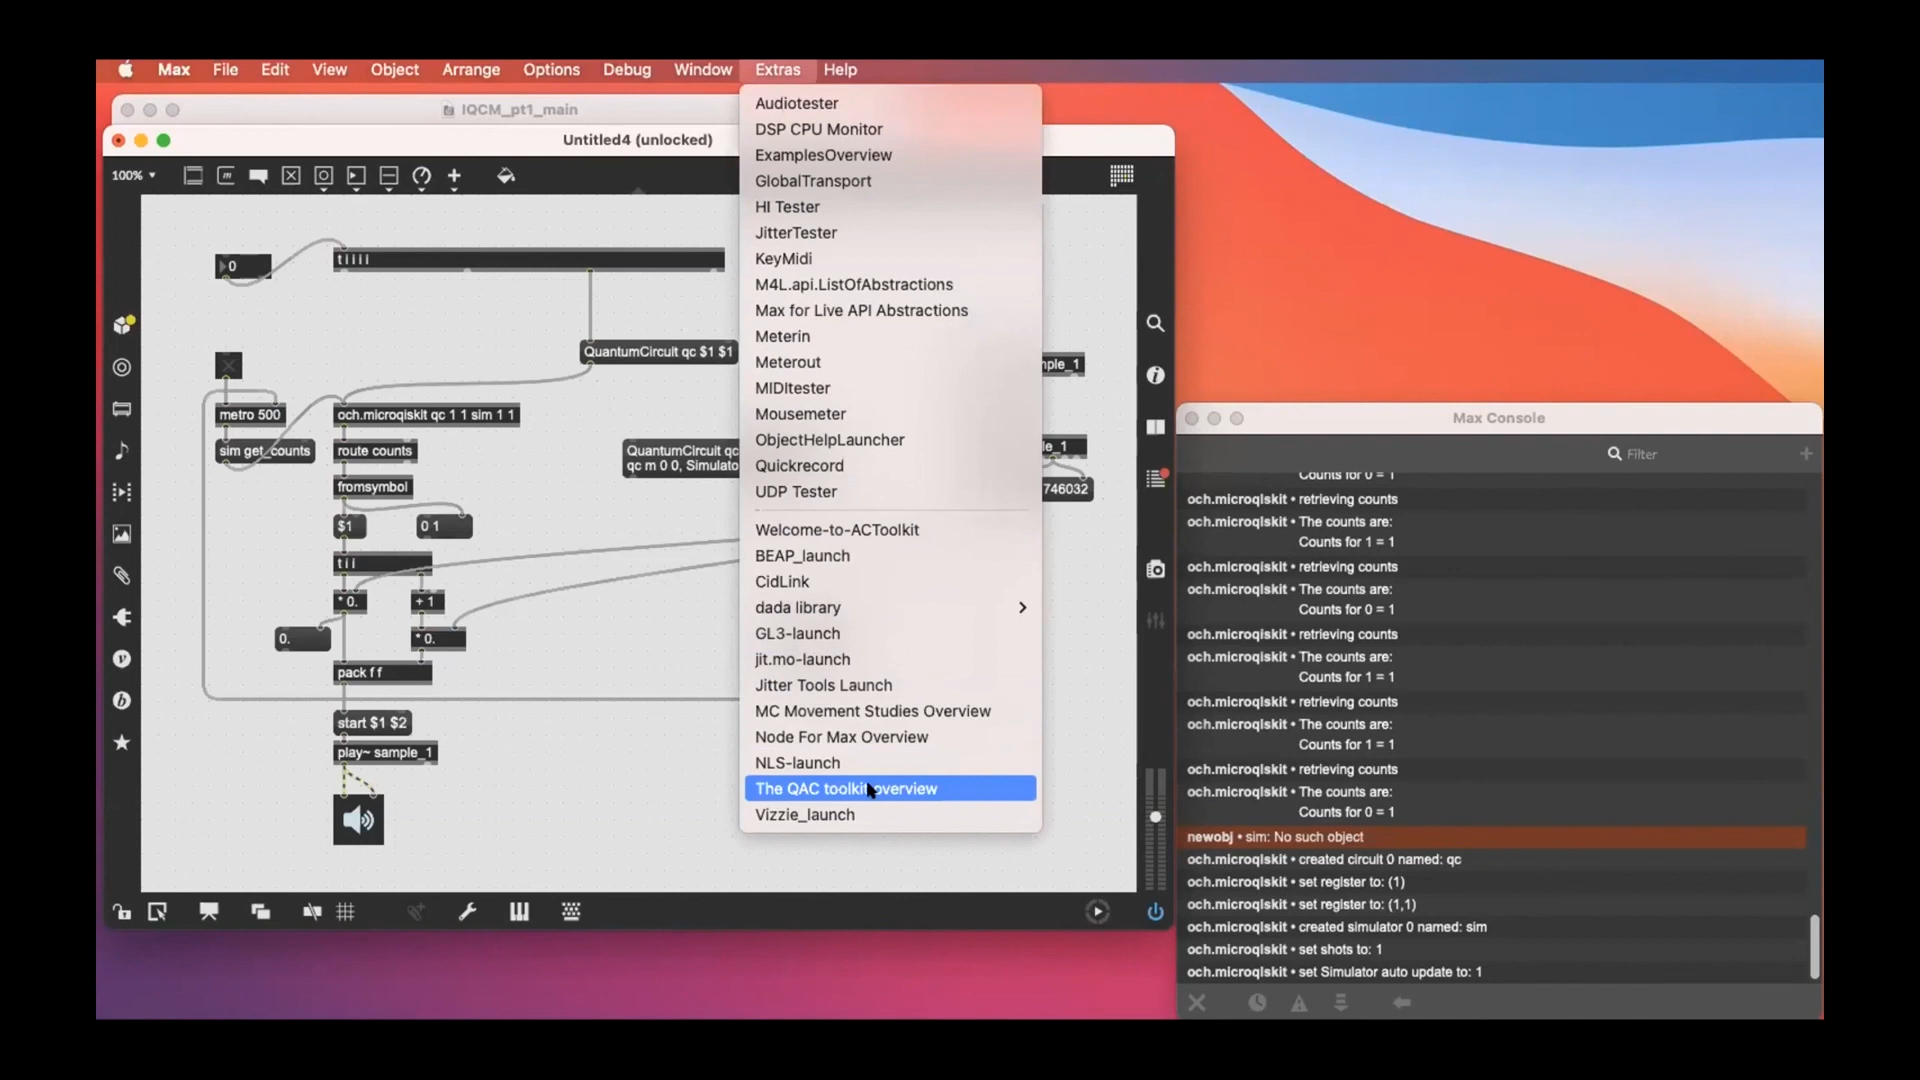 Max File Edit View Object Arrange Options Debug Window Extras Help
IQCM_pt1_main
Untitled4 (unlocked)
100%
0
t i i i i
QuantumCircuit qc $1 $1
metro 500
och.microqiskit qc 1 1 sim 1 1
sim get_counts
route counts
QuantumCircuit qc
qc m 0 0, Simulato
fromsymbol
$1
0 1
t i i
* 0.
+ 1
0.
* 0.
pack f f
start $1 $2
play~ sample_1
mple_1
le_1
746032
Audiotester
DSP CPU Monitor
ExamplesOverview
GlobalTransport
HI Tester
JitterTester
KeyMidi
M4L.api.ListOfAbstractions
Max for Live API Abstractions
Meterin
Meterout
MIDItester
Mousemeter
ObjectHelpLauncher
Quickrecord
UDP Tester
Welcome-to-ACToolkit
BEAP_launch
CidLink
dada library
GL3-launch
jit.mo-launch
Jitter Tools Launch
MC Movement Studies Overview
Node For Max Overview
NLS-launch
The QAC toolkit overview
Vizzie_launch
Max Console
Filter
Counts for 0 = 1
och.microqiskit • retrieving counts
och.microqiskit • The counts are:
Counts for 1 = 1
och.microqiskit • retrieving counts
och.microqiskit • The counts are:
Counts for 0 = 1
och.microqiskit • retrieving counts
och.microqiskit • The counts are:
Counts for 1 = 1
och.microqiskit • retrieving counts
och.microqiskit • The counts are:
Counts for 1 = 1
och.microqiskit • retrieving counts
och.microqiskit • The counts are:
Counts for 0 = 1
newobj • sim: No such object
och.microqiskit • created circuit 0 named: qc
och.microqiskit • set register to: (1)
och.microqiskit • set register to: (1,1)
och.microqiskit • created simulator 0 named: sim
och.microqiskit • set shots to: 1
och.microqiskit • set Simulator auto update to: 1